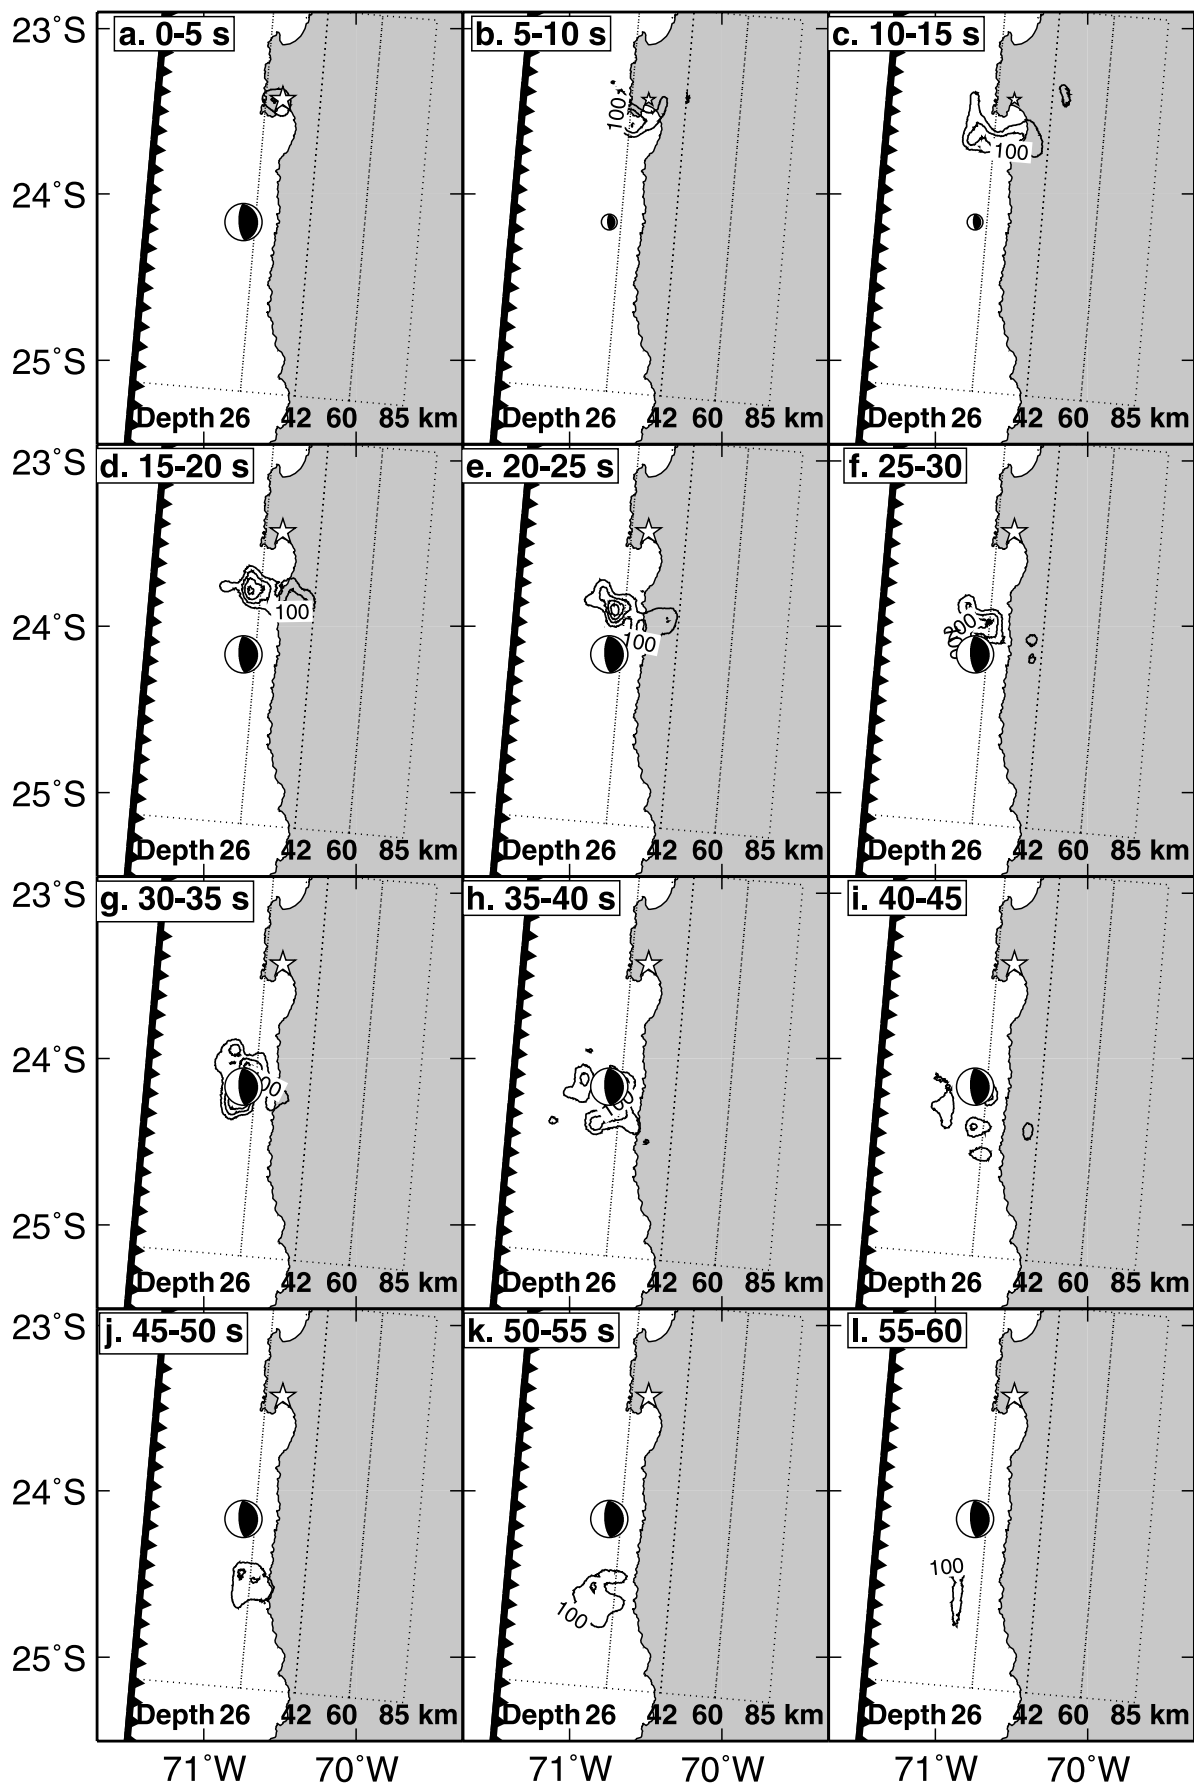 23°S
a. 0-5 s
b. 5-10 s
c. 10-15 s
100
100
24°S
25°S
Depth 26 42 60 85 km
Depth 26 42 60 85 km
Depth 26 42 60 85 km
23°S
d. 15-20 s
e. 20-25 s
f. 25-30
100
100
24°S
25°S
Depth 26 42 60 85 km
Depth 26 42 60 85 km
Depth 26 42 60 85 km
23°S
g. 30-35 s
h. 35-40 s
i. 40-45
24°S
25°S
Depth 26 42 60 85 km
Depth 26 42 60 85 km
Depth 26 42 60 85 km
23°S
j. 45-50 s
k. 50-55 s
l. 55-60
24°S
100
100
25°S
Depth 26 42 60 85 km
Depth 26 42 60 85 km
Depth 26 42 60 85 km
71°W 70°W
71°W 70°W
71°W 70°W